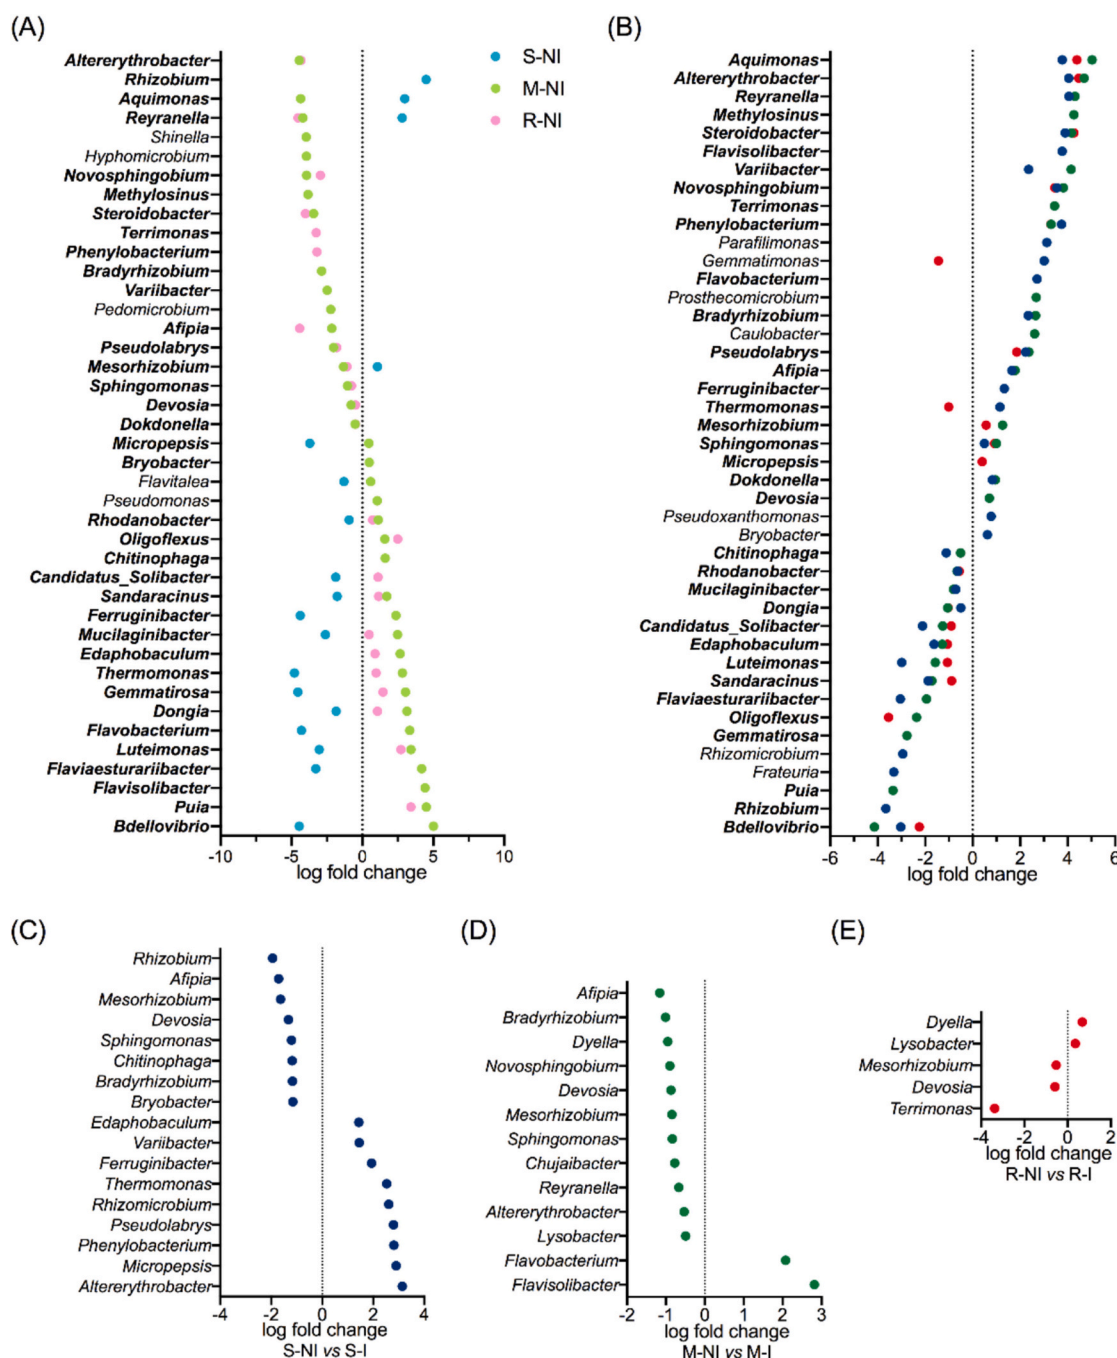 (A)
Altererythrobacter
Rhizobium
Aquimonas
Reyranella
Shinella
Hyphomicrobium
Novosphingobium
Methylosinus
Steroidobacter
Terrimonas
Phenylobacterium
Bradyrhizobium
Variibacter
Pedomicrobium
Afipia
Pseudolabrys
Mesorhizobium
Sphingomonas
Devosia
Dokdonella
Micropepsis
Bryobacter
Flavitalea
Pseudomonas
Rhodanobacter
Oligoflexus
Chitinophaga
Candidatus_Solibacter
Sandaracinus
Ferruginibacter
Mucilaginibacter
Edaphobaculum
Thermomonas
Gemmatirosa
Dongia
Flavobacterium
Luteimonas
Flaviaesturariibacter
Flavisolibacter
Puia
Bdellovibrio
-10 -5 0 5 10
log fold change
S-NI
M-NI
R-NI
(B)
Aquimonas
Altererythrobacter
Reyranella
Methylosinus
Steroidobacter
Flavisolibacter
Variibacter
Novosphingobium
Terrimonas
Phenylobacterium
Parafilimonas
Gemmatimonas
Flavobacterium
Prosthecomicrobium
Bradyrhizobium
Caulobacter
Pseudolabrys
Afipia
Ferruginibacter
Thermomonas
Mesorhizobium
Sphingomonas
Micropepsis
Dokdonella
Devosia
Pseudoxanthomonas
Bryobacter
Chitinophaga
Rhodanobacter
Mucilaginibacter
Dongia
Candidatus_Solibacter
Edaphobaculum
Luteimonas
Sandaracinus
Flaviaesturariibacter
Oligoflexus
Gemmatirosa
Rhizomicrobium
Frateuria
Puia
Rhizobium
Bdellovibrio
-6 -4 -2 0 2 4 6
log fold change
(C)
Rhizobium
Afipia
Mesorhizobium
Devosia
Sphingomonas
Chitinophaga
Bradyrhizobium
Bryobacter
Edaphobaculum
Variibacter
Ferruginibacter
Thermomonas
Rhizomicrobium
Pseudolabrys
Phenylobacterium
Micropepsis
Altererythrobacter
-4 -2 0 2 4
log fold change
S-NI vs S-I
(D)
Afipia
Bradyrhizobium
Dyella
Novosphingobium
Devosia
Mesorhizobium
Sphingomonas
Chujaibacter
Reyranella
Altererythrobacter
Lysobacter
Flavobacterium
Flavisolibacter
-2 -1 0 1 2 3
log fold change
M-NI vs M-I
(E)
Dyella
Lysobacter
Mesorhizobium
Devosia
Terrimonas
-4 -2 0 2
log fold change
R-NI vs R-I